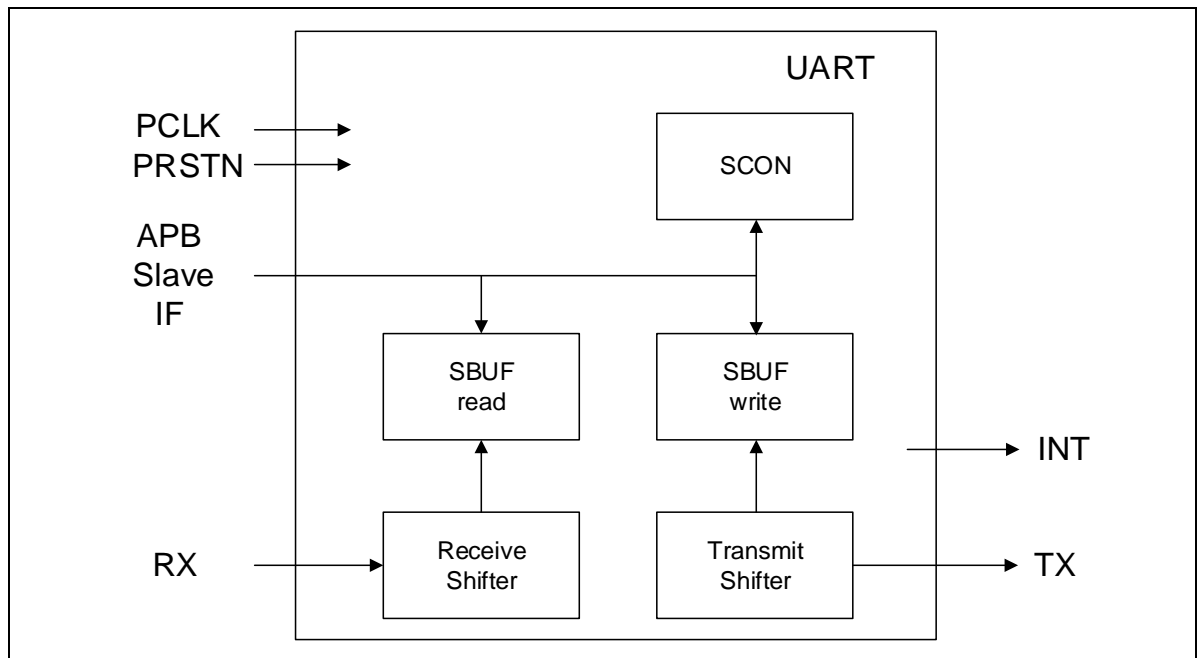 UART
PCLK
PRSTN
SCON
APB
Slave
IF
SBUF
read
SBUF
write
INT
RX
Receive
Shifter
Transmit
Shifter
TX